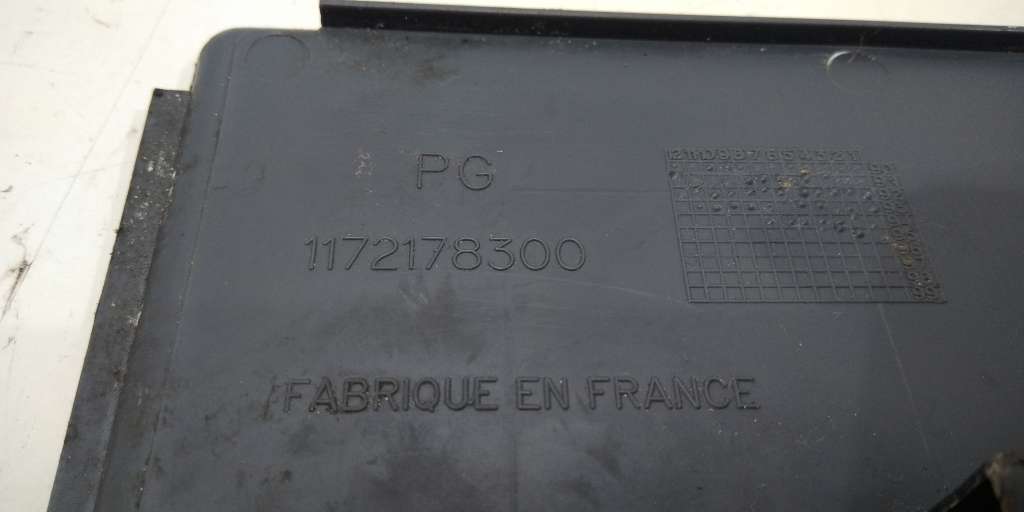 PG
1172178300
FABRIQUE EN FRANCE